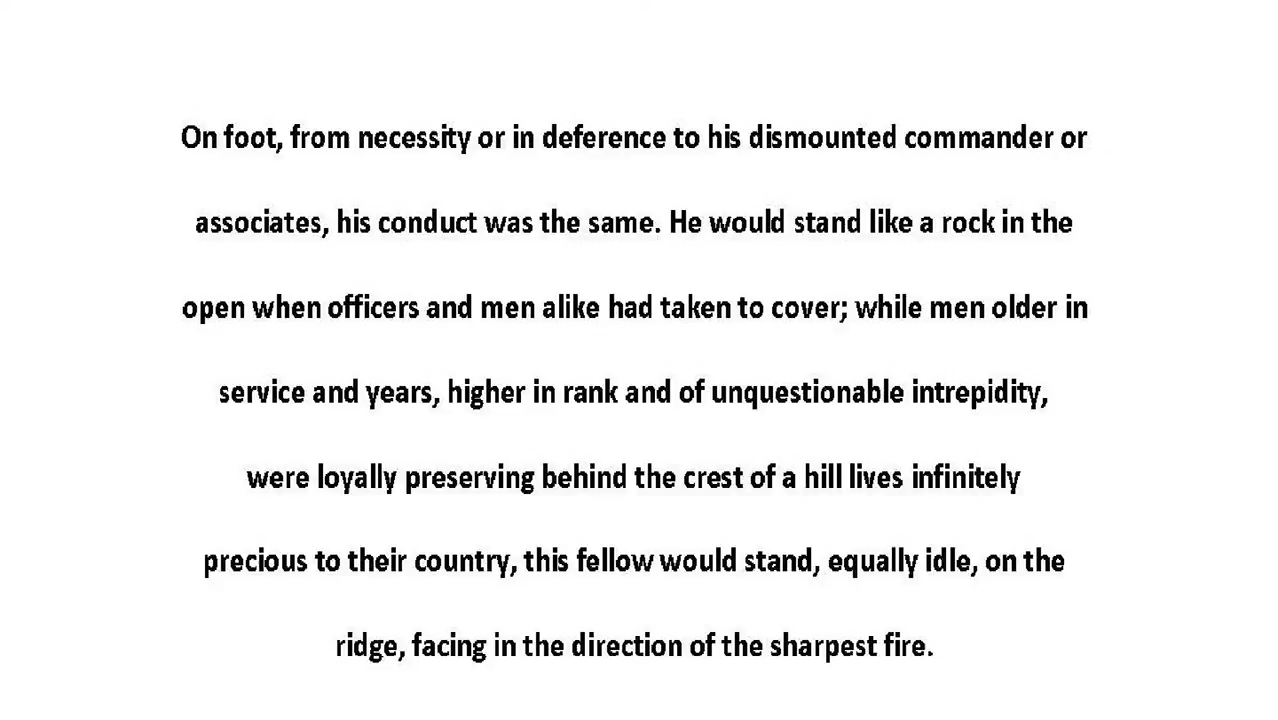 On foot, from necessity or in deference to his dismounted commander or
associates, his conduct was the same. He would stand like a rock in the
open when officers and men alike had taken to cover; while men older in
service and years, higher in rank and of unquestionable intrepidity,
were loyally preserving behind the crest of a hill lives infinitely
precious to their country, this fellow would stand, equally idle, on the
ridge, facing in the direction of the sharpest fire.